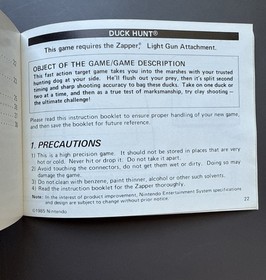 DUCK HUNT®
This game requires the Zapper® Light Gun Attachment.
OBJECT OF THE GAME/GAME DESCRIPTION
This fast action target game takes you into the marshes with your trusted
hunting dog at your side. He'll flush out your prey, then it's split second
timing and sharp shooting accuracy to bag these ducks. Take on one duck or
two at a time, and then as a true test of marksmanship, try clay shooting—
the ultimate challenge!
Please read this instruction booklet to ensure proper handling of your new game,
and then save the booklet for future reference.
1. PRECAUTIONS
1) This is a high precision game. It should not be stored in places that are very
hot or cold. Never hit or drop it. Do not take it apart.
2) Avoid touching the connectors, do not get them wet or dirty. Doing so may
damage the game.
3) Do not clean with benzene, paint thinner, alcohol or other such solvents.
4) Read the instruction booklet for the Zapper thoroughly.
Note: In the interest of product improvement, Nintendo Entertainment System specifications
and design are subject to change without prior notice.
©1985 Nintendo
22